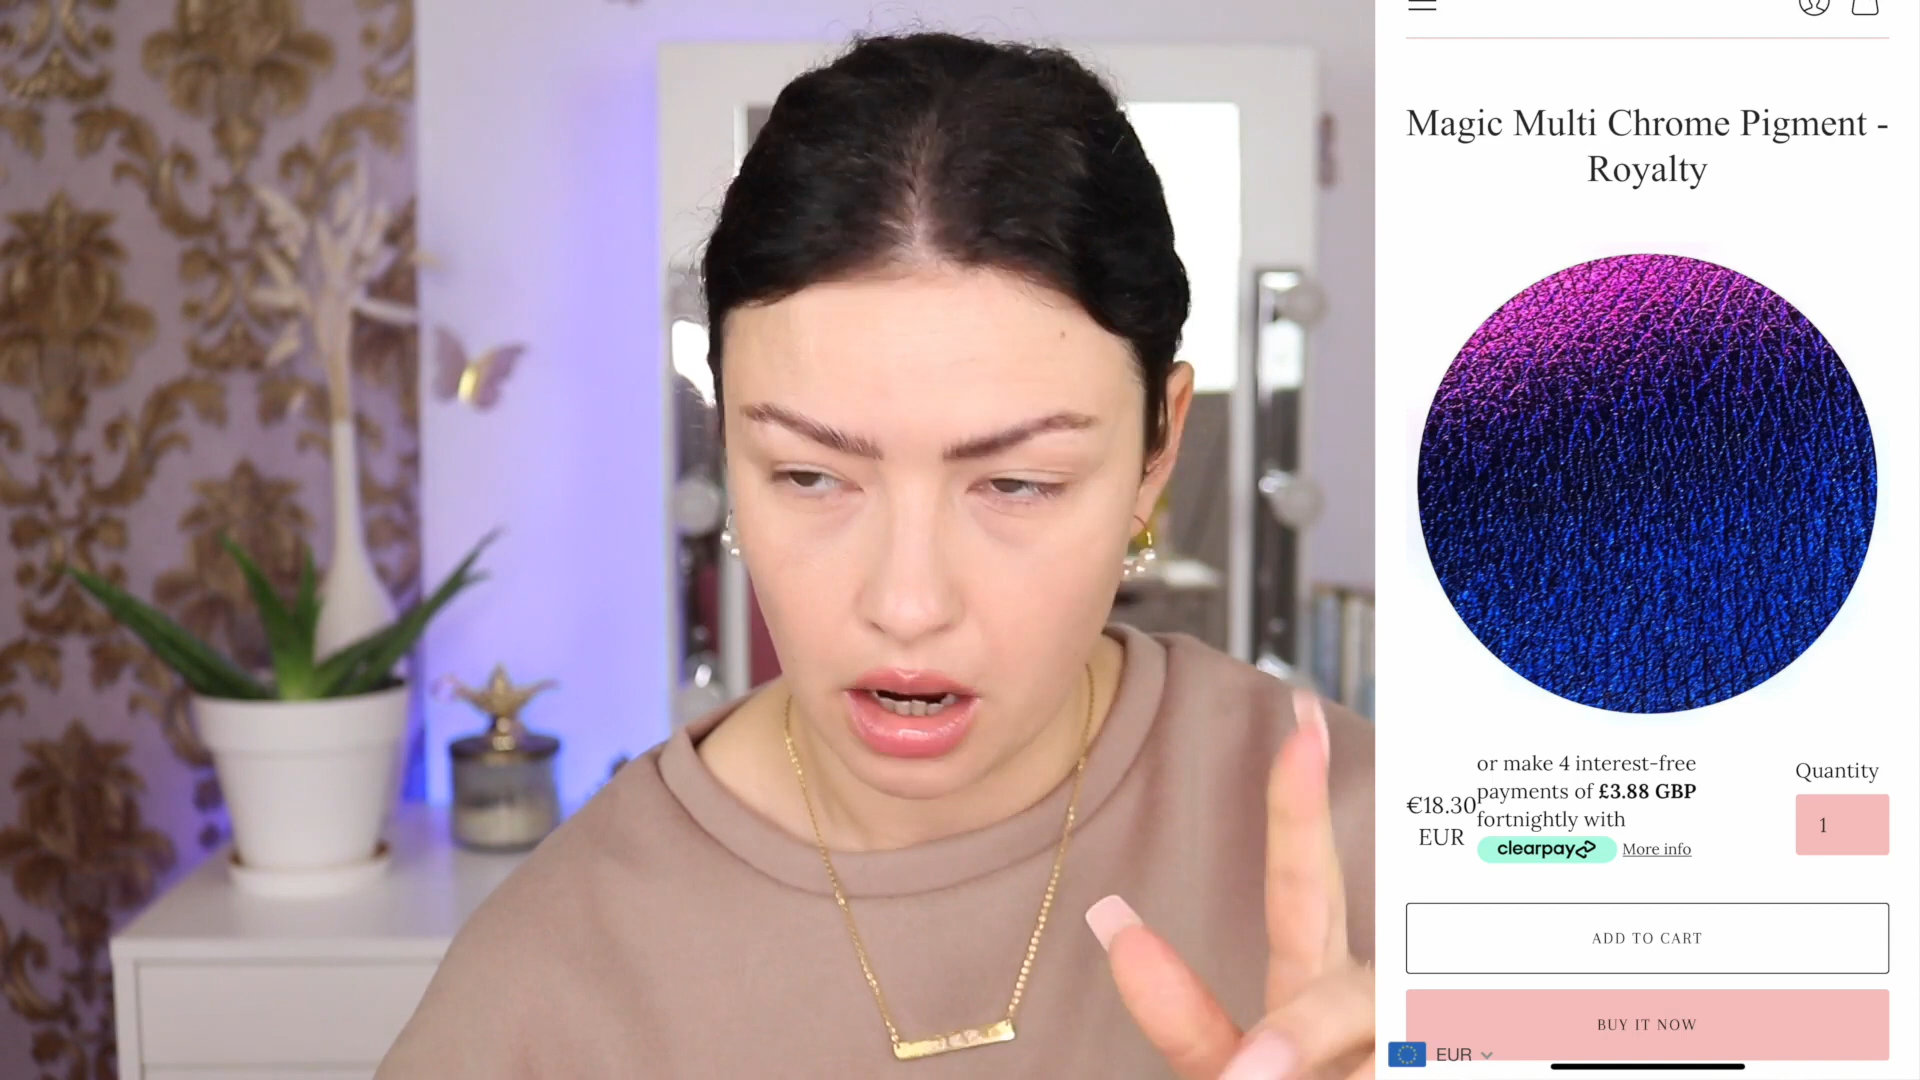 Magic Multi Chrome Pigment -
Royalty
or make 4 interest-free
payments of £3.88 GBP
fortnightly with
clearpay More info
€18.30
EUR
Quantity
1
ADD TO CART
BUY IT NOW
EUR